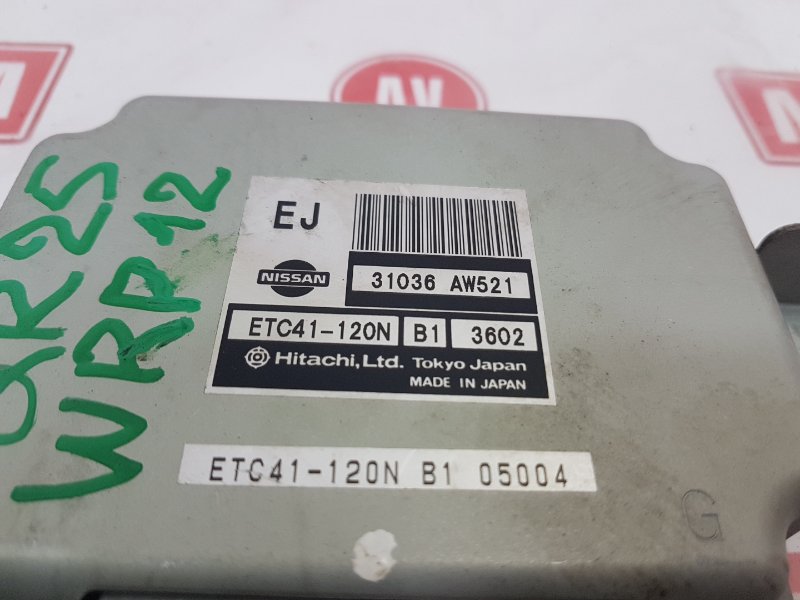 AV
QR25
WRP12
EJ
NISSAN
31036 AW521
ETC41-120N B1 3602
Hitachi, Ltd. Tokyo Japan
MADE IN JAPAN
ETC41-120N B1 05004
G